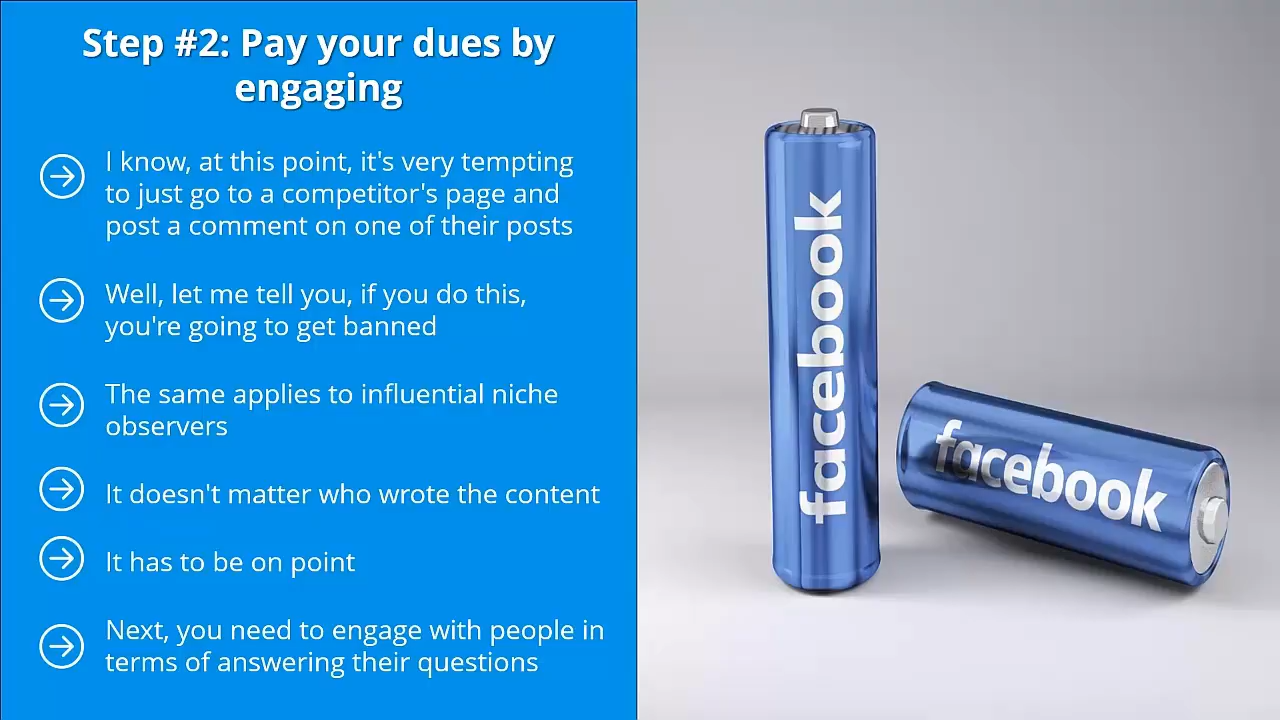 Step #2: Pay your dues by
engaging
I know, at this point, it's very tempting
to just go to a competitor's page and
post a comment on one of their posts
Well, let me tell you, if you do this,
you're going to get banned
The same applies to influential niche
observers
It doesn't matter who wrote the content
It has to be on point
Next, you need to engage with people in
terms of answering their questions
facebook
facebook